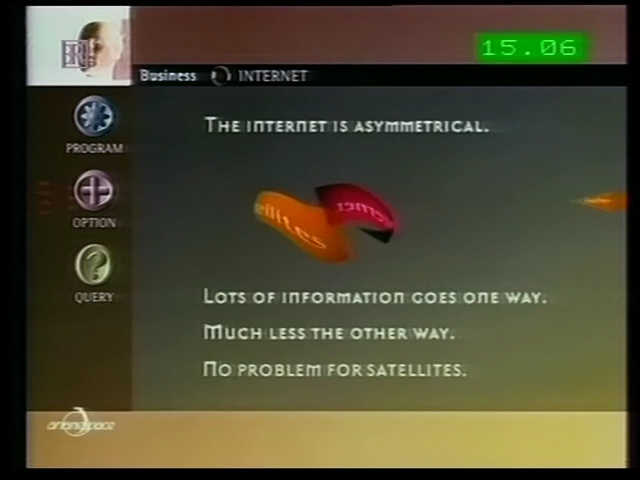 15.06
Business INTERNET
THE INTERNET IS ASYMMETRICAL.
PROGRAM
OPTION
QUERY
LOTS OF INFORMATION GOES ONE WAY.
MUCH LESS THE OTHER WAY.
NO PROBLEM FOR SATELLITES.
arianespace